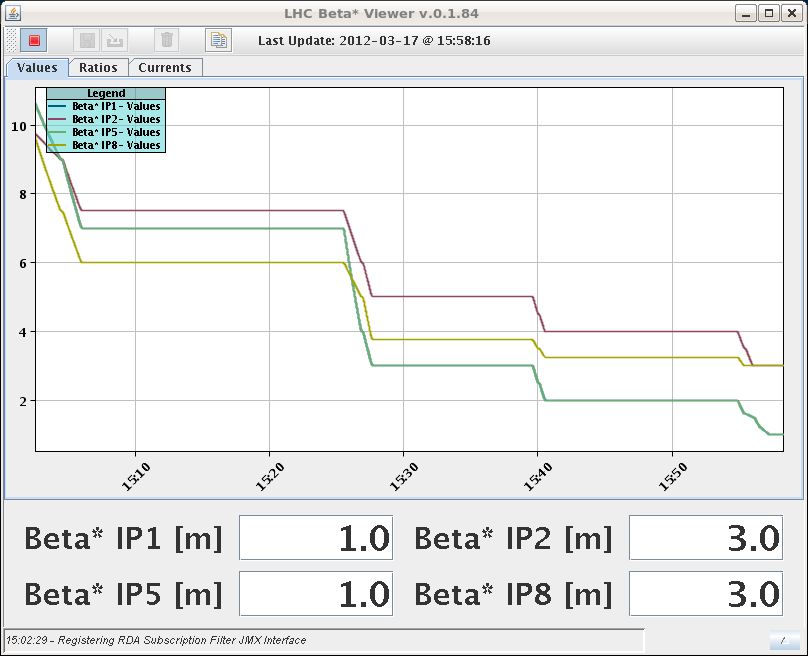 LHC Beta* Viewer v.0.1.84
Last Update: 2012-03-17 @ 15:58:16
Values Ratios Currents
Legend
Beta* IP1 - Values
Beta* IP2 - Values
Beta* IP5 - Values
Beta* IP8 - Values
10
8
6
4
2
15:10 15:20 15:30 15:40 15:50
Beta* IP1 [m] 1.0 Beta* IP2 [m] 3.0
Beta* IP5 [m] 1.0 Beta* IP8 [m] 3.0
15:02:29 - Registering RDA Subscription Filter JMX Interface